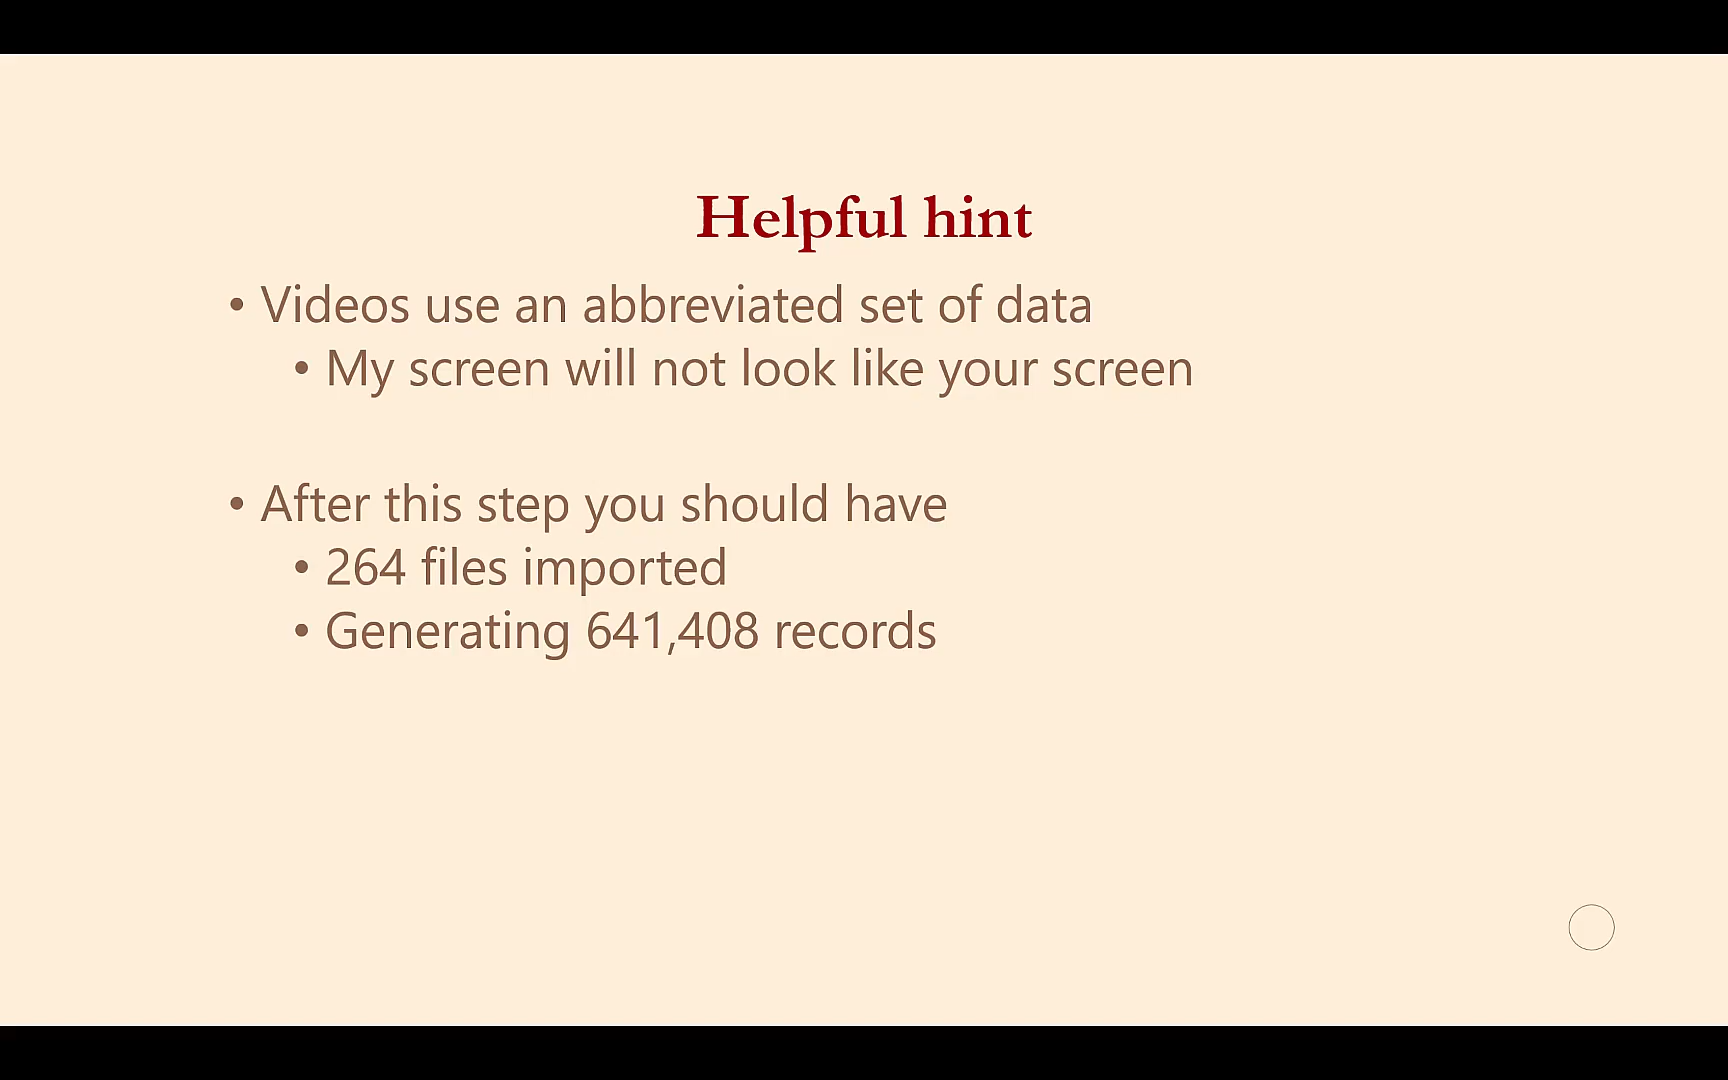 Helpful hint
• Videos use an abbreviated set of data
• My screen will not look like your screen
• After this step you should have
• 264 files imported
• Generating 641,408 records